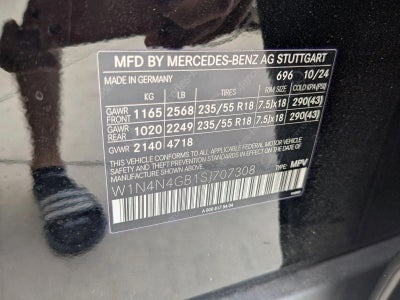 MFD BY MERCEDES-BENZ AG STUTTGART
MADE IN GERMANY 696 10/24
KG LB TIRES RIM SIZE COLD KPA (PSI)
GAWR FRONT 1165 2568 235/55 R18 7.5Jx18 290(43)
GAWR REAR 1020 2249 235/55 R18 7.5Jx18 290(43)
GVWR 2140 4718
THIS VEHICLE CONFORMS TO ALL APPLICABLE FEDERAL MOTOR VEHICLE
SAFETY AND THEFT PREVENTION STANDARDS IN EFFECT
ON THE DATE OF MANUFACTURE SHOWN ABOVE.
W1N4N4GB1SJ707308 TYPE: MPV